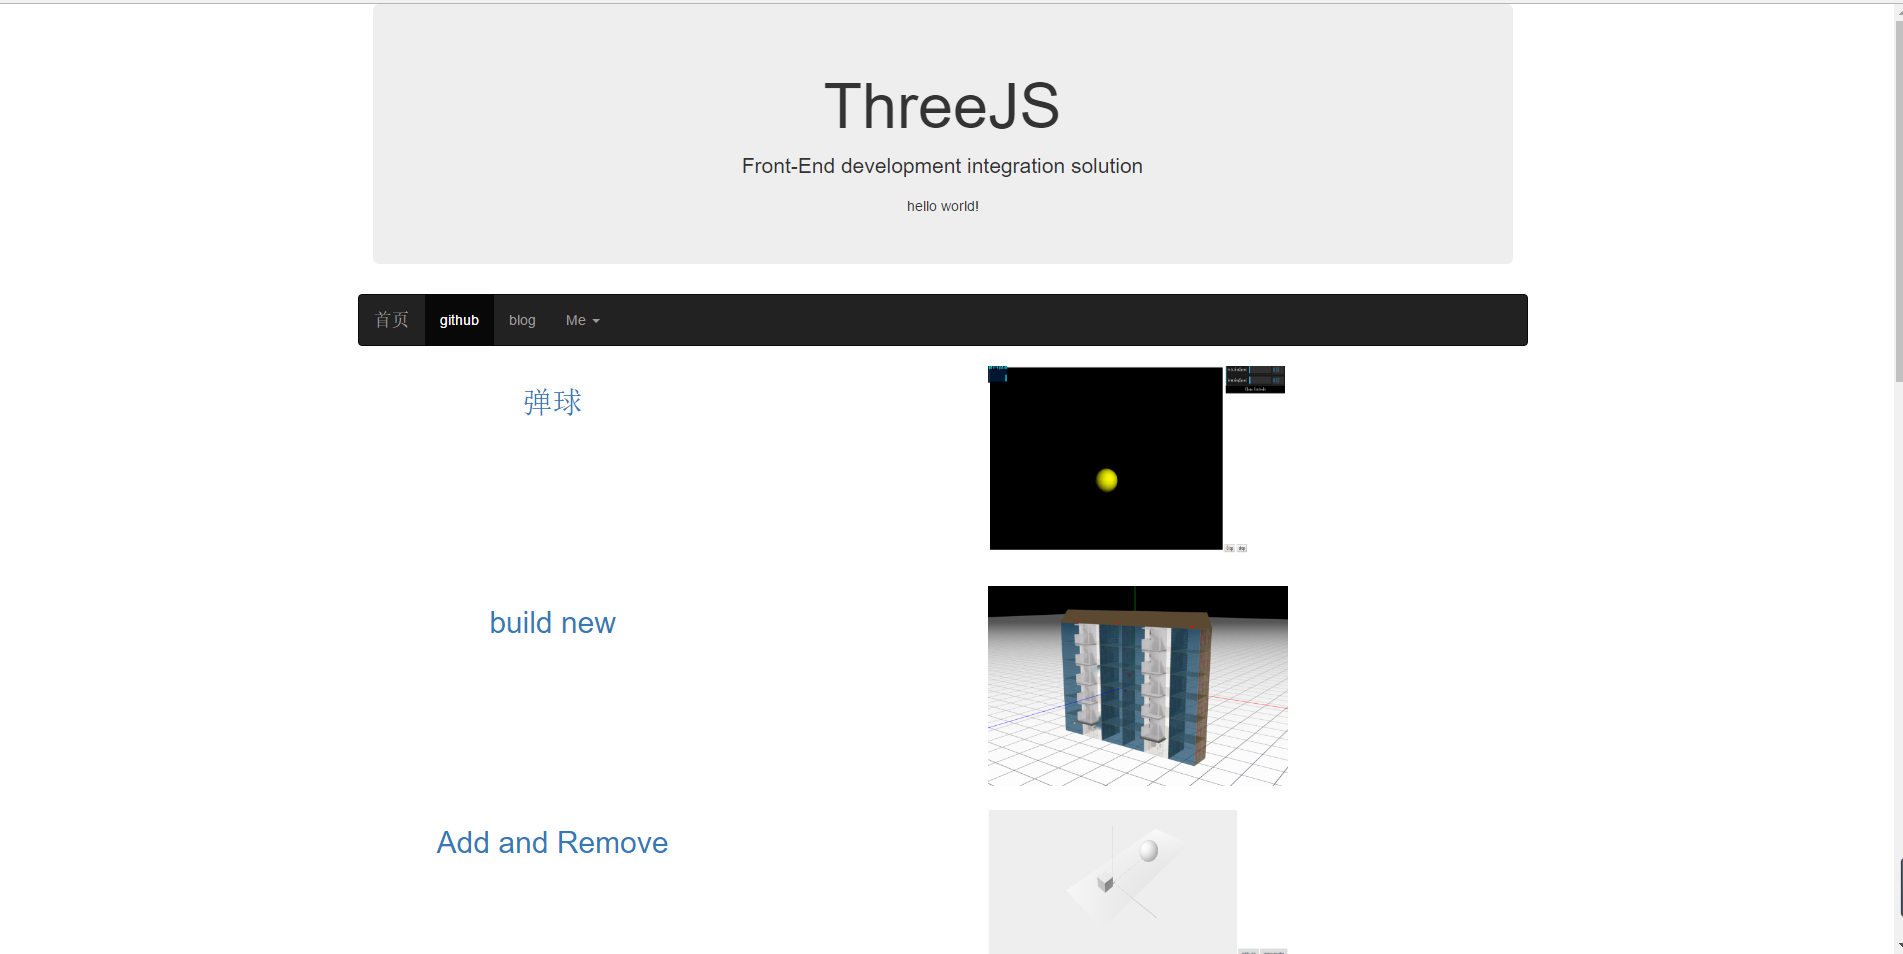 ThreeJS
Front-End development integration solution
hello world!
首页 github blog Me
弹球
build new
Add and Remove